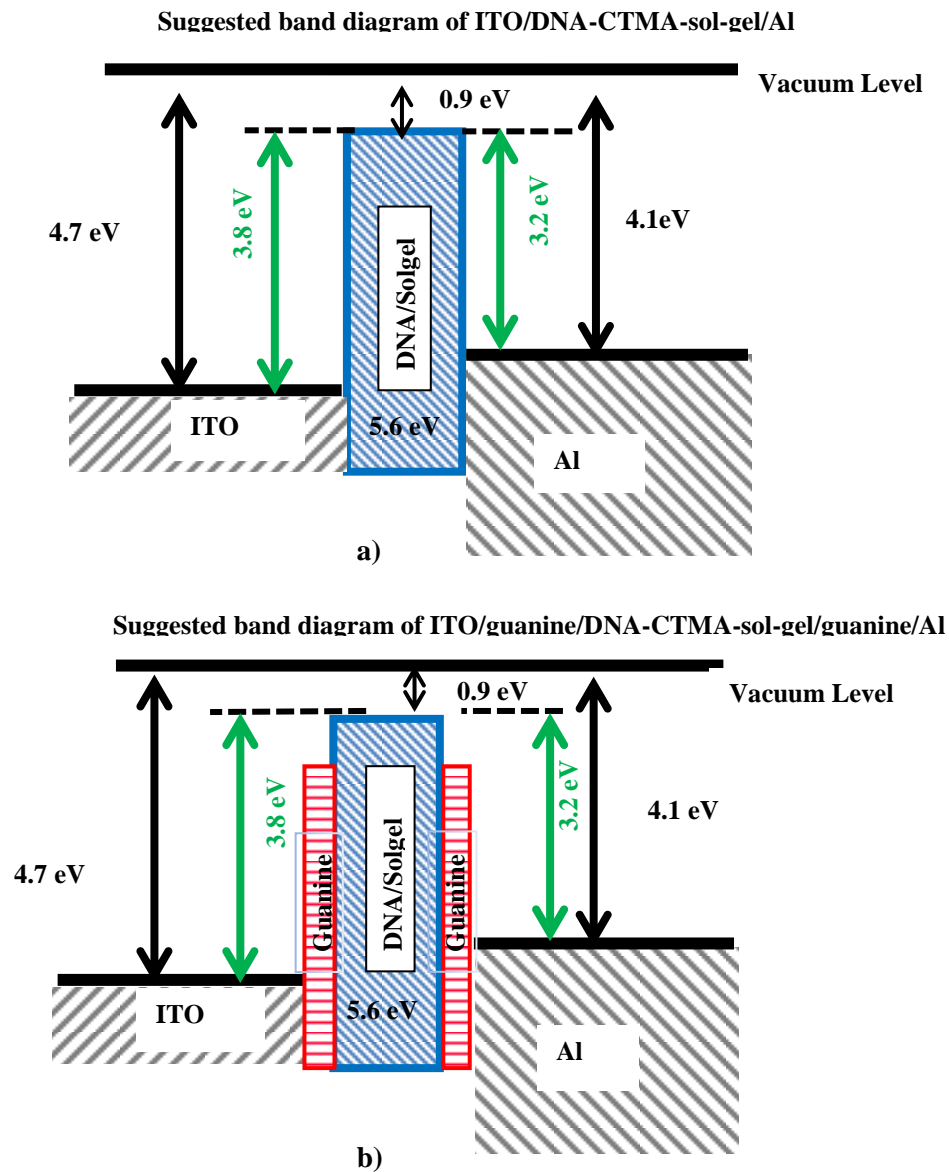 Suggested band diagram of ITO/DNA-CTMA-sol-gel/Al
Vacuum Level
0.9 eV
4.7 eV
3.8 eV
DNA/Solgel
3.2 eV
4.1eV
5.6 eV
ITO
Al
a)
Suggested band diagram of ITO/guanine/DNA-CTMA-sol-gel/guanine/Al
Vacuum Level
0.9 eV
4.7 eV
3.8 eV
Guanine
DNA/Solgel
Guanine
3.2 eV
4.1 eV
5.6 eV
ITO
Al
b)